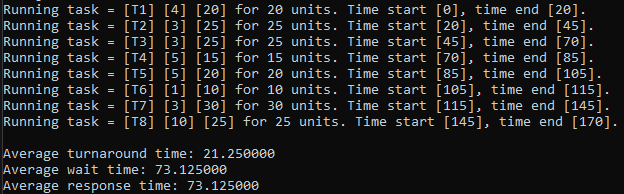 Running task = [T1] [4] [20] for 20 units. Time start [0], time end [20].
Running task = [T2] [3] [25] for 25 units. Time start [20], time end [45].
Running task = [T3] [3] [25] for 25 units. Time start [45], time end [70].
Running task = [T4] [5] [15] for 15 units. Time start [70], time end [85].
Running task = [T5] [5] [20] for 20 units. Time start [85], time end [105].
Running task = [T6] [1] [10] for 10 units. Time start [105], time end [115].
Running task = [T7] [3] [30] for 30 units. Time start [115], time end [145].
Running task = [T8] [10] [25] for 25 units. Time start [145], time end [170].
Average turnaround time: 21.250000
Average wait time: 73.125000
Average response time: 73.125000